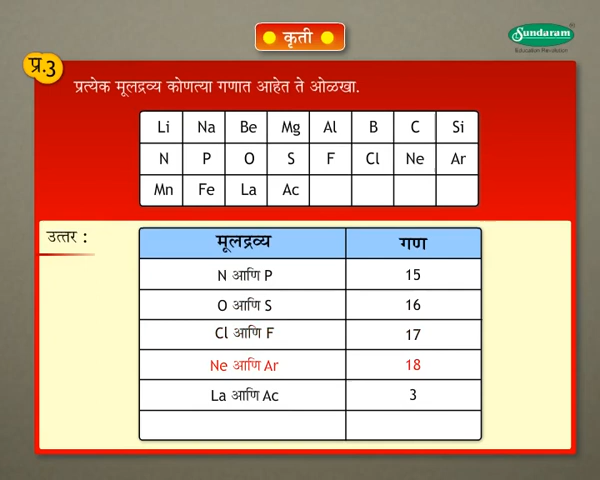 कृती
Sundaram
Education Revolution
प्र.3
प्रत्येक मूलद्रव्य कोणत्या गणात आहेत ते ओळखा.
Li Na Be Mg Al B C Si
N P O S F Cl Ne Ar
Mn Fe La Ac
उत्तर :
मूलद्रव्य गण
N आणि P 15
O आणि S 16
Cl आणि F 17
Ne आणि Ar 18
La आणि Ac 3